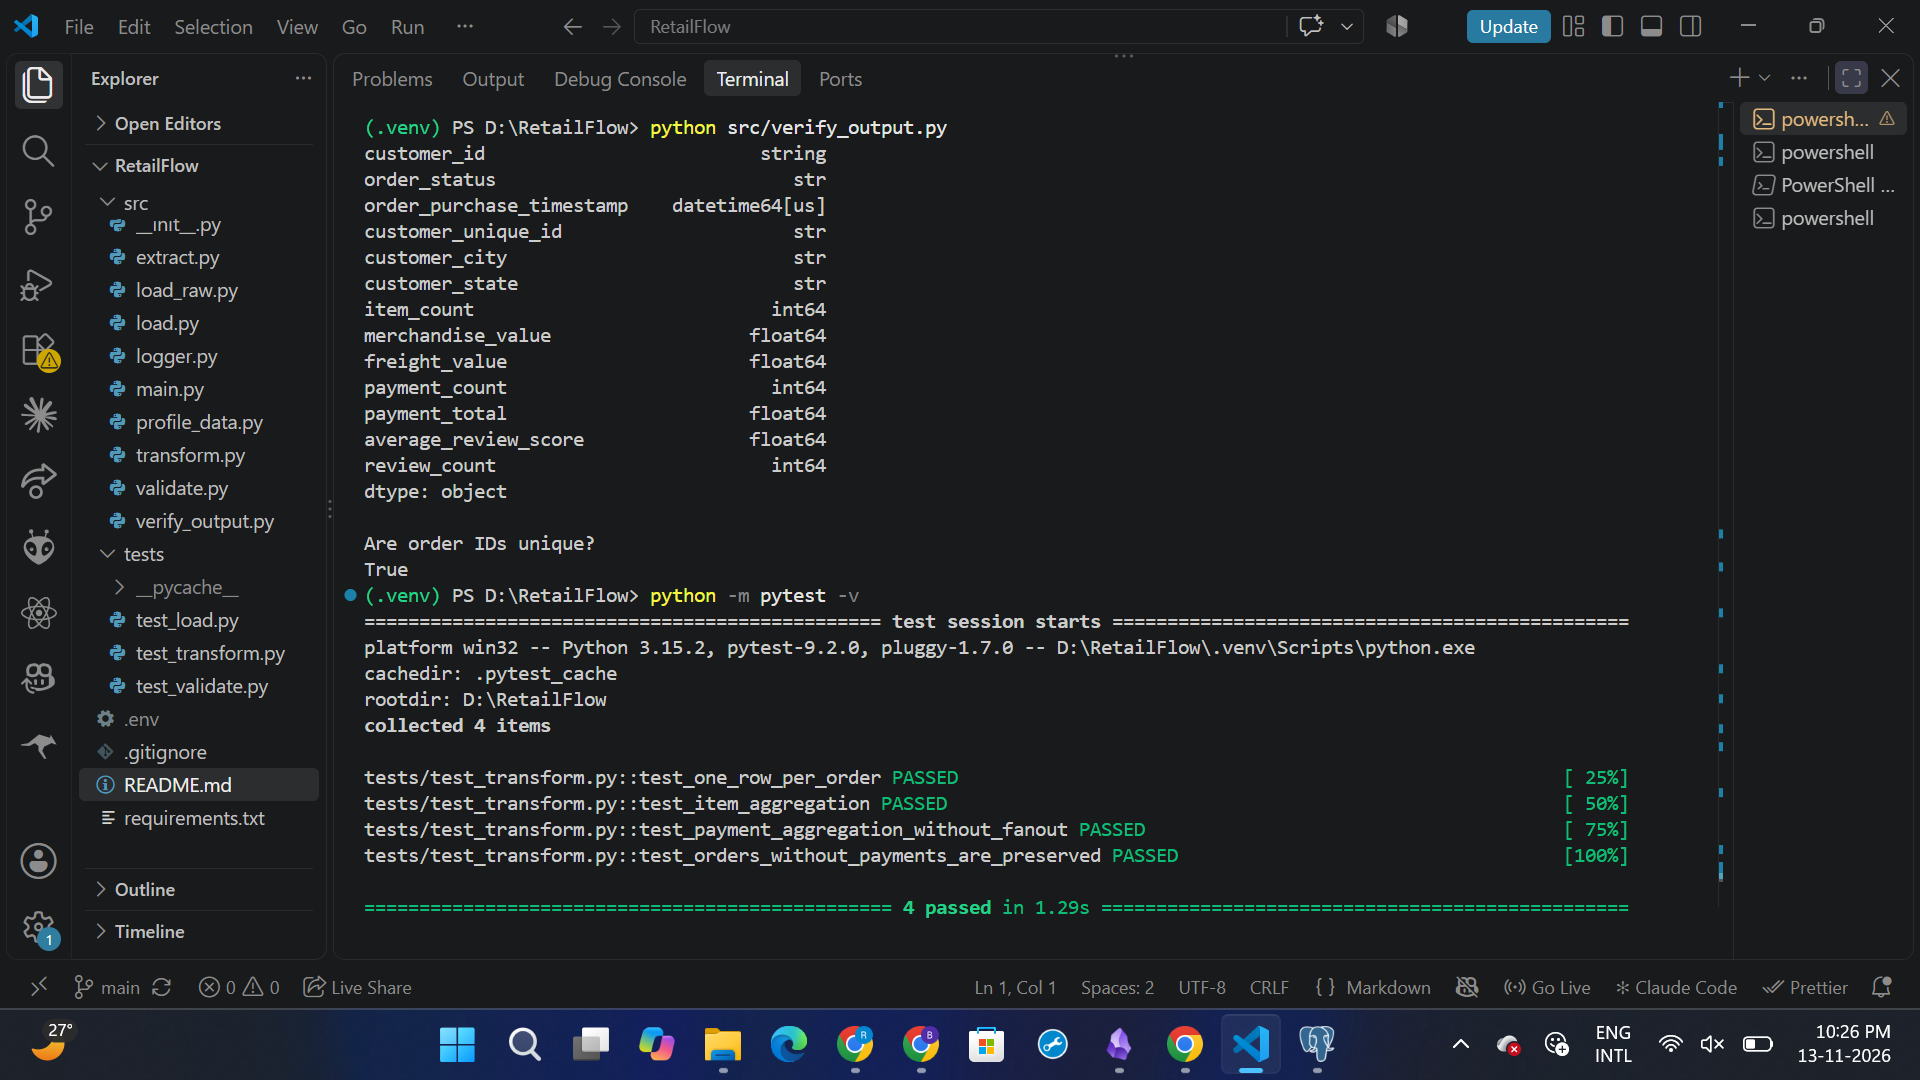 File Edit Selection View Go Run ···
RetailFlow
Update
Explorer
Open Editors
RetailFlow
src
__init__.py
extract.py
load_raw.py
load.py
logger.py
main.py
profile_data.py
transform.py
validate.py
verify_output.py
tests
__pycache__
test_load.py
test_transform.py
test_validate.py
.env
.gitignore
README.md
requirements.txt
Outline
Timeline
1
Problems Output Debug Console Terminal Ports
(.venv) PS D:\RetailFlow> python src/verify_output.py
customer_id string
order_status str
order_purchase_timestamp datetime64[us]
customer_unique_id str
customer_city str
customer_state str
item_count int64
merchandise_value float64
freight_value float64
payment_count int64
payment_total float64
average_review_score float64
review_count int64
dtype: object
Are order IDs unique?
True
(.venv) PS D:\RetailFlow> python -m pytest -v
=============================================== test session starts ===============================================
platform win32 -- Python 3.15.2, pytest-9.2.0, pluggy-1.7.0 -- D:\RetailFlow\.venv\Scripts\python.exe
cachedir: .pytest_cache
rootdir: D:\RetailFlow
collected 4 items
tests/test_transform.py::test_one_row_per_order PASSED [ 25%]
tests/test_transform.py::test_item_aggregation PASSED [ 50%]
tests/test_transform.py::test_payment_aggregation_without_fanout PASSED [ 75%]
tests/test_transform.py::test_orders_without_payments_are_preserved PASSED [100%]
================================================ 4 passed in 1.29s ================================================
powersh...
powershell
PowerShell ...
powershell
main 0 0 Live Share
Ln 1, Col 1 Spaces: 2 UTF-8 CRLF {} Markdown Go Live Claude Code Prettier
27°
R
B
ENG
INTL
10:26 PM
13-11-2026